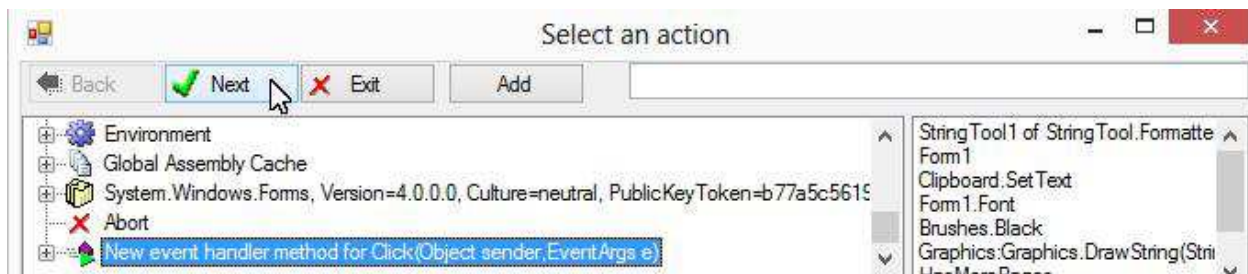 Select an action
Back Next Exit Add
Environment
Global Assembly Cache
System.Windows.Forms, Version=4.0.0.0, Culture=neutral, PublicKeyToken=b77a5c5619
Abort
New event handler method for Click(Object sender,EventArgs e)
StringTool1 of StringTool.Formatte
Form1
Clipboard.SetText
Form1.Font
Brushes.Black
Graphics:Graphics.DrawString(Stri
HasMorePages